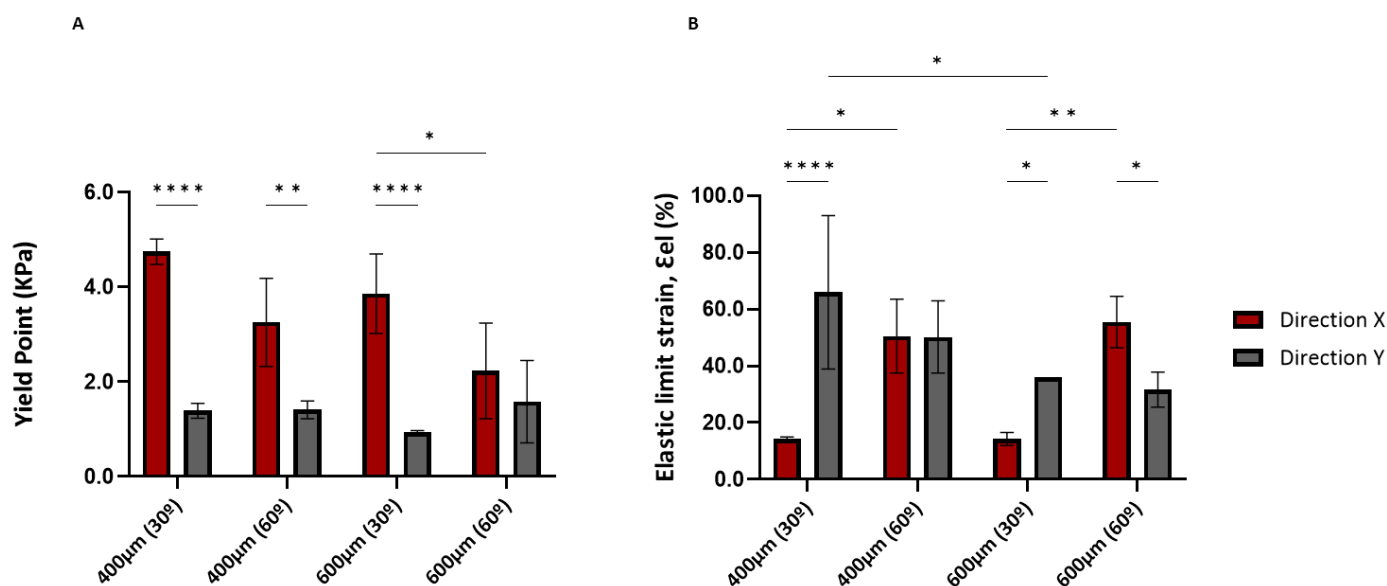 A
B
*
*
*
* *
*
* * * *
* *
* * * *
* * * *
*
*
Yield Point (KPa)
6.0
4.0
2.0
0.0
400µm (30º)
400µm (60º)
600µm (30º)
600µm (60º)
Elastic limit strain, Ɛel (%)
100.0
80.0
60.0
40.0
20.0
0.0
400µm (30º)
400µm (60º)
600µm (30º)
600µm (60º)
Direction X
Direction Y